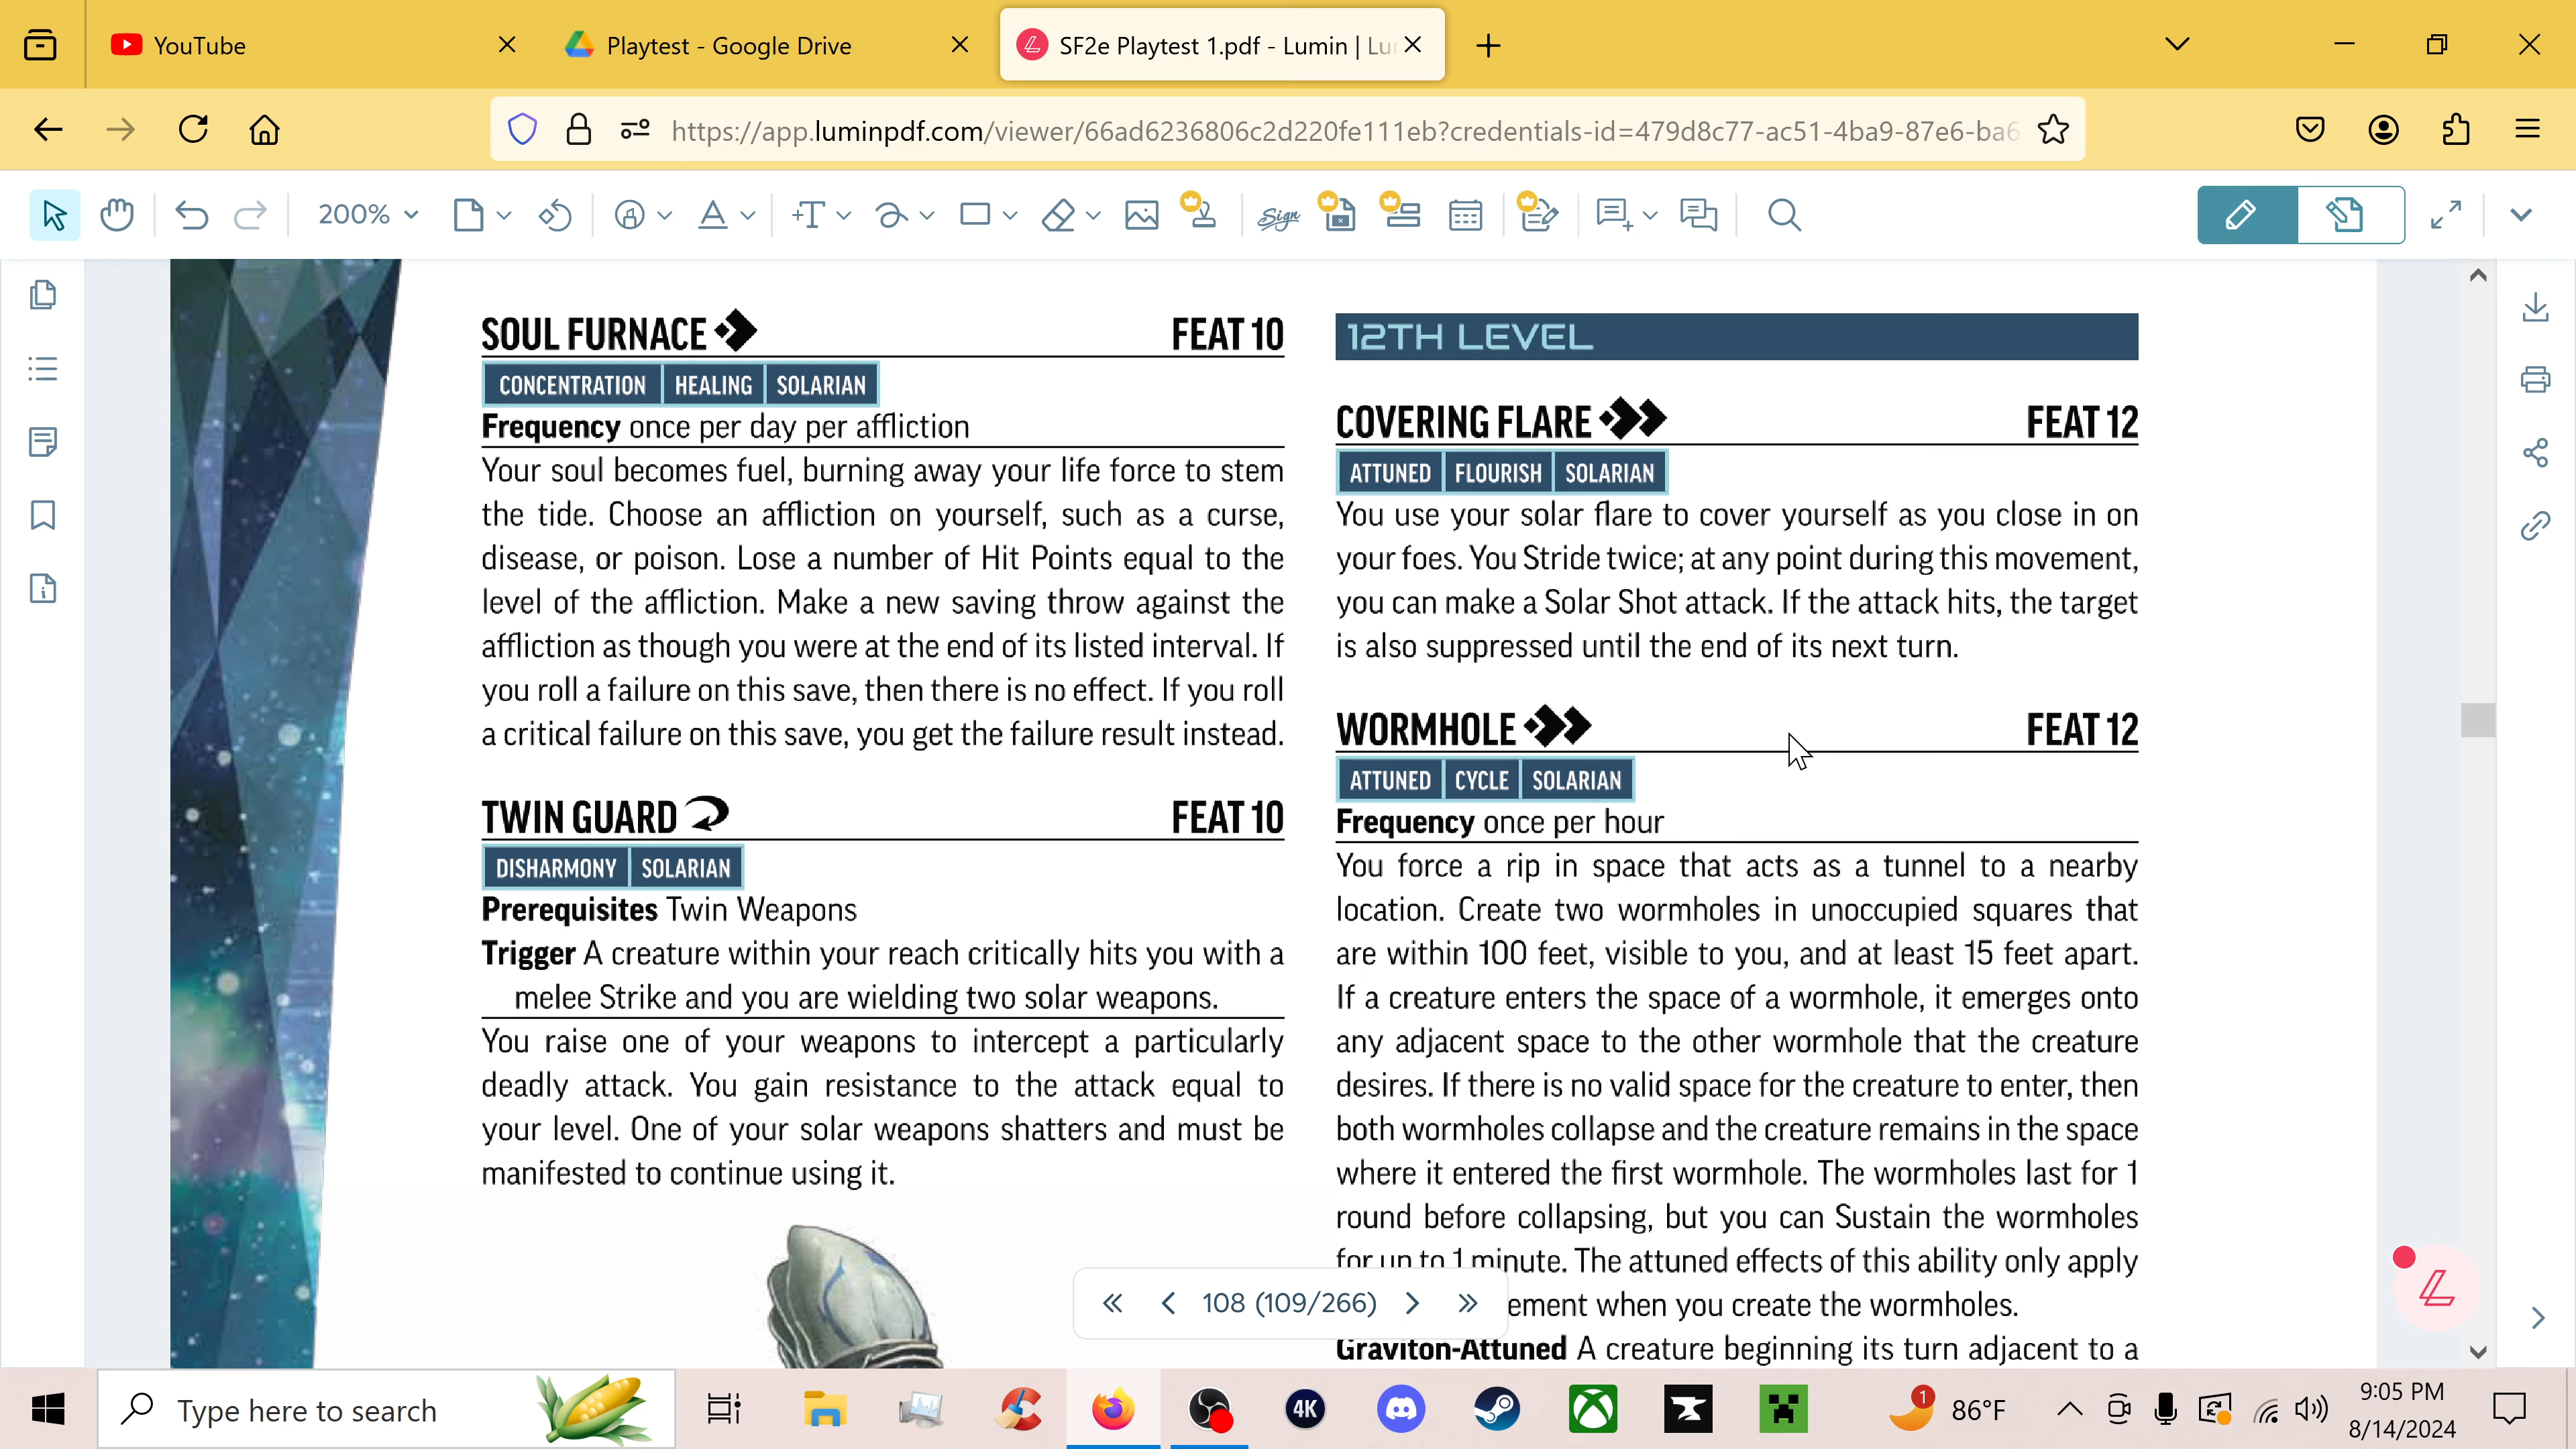 YouTube
Playtest - Google Drive
SF2e Playtest 1.pdf - Lumin | Lu
https://app.luminpdf.com/viewer/66ad6236806c2d220fe111eb?credentials-id=479d8c77-ac51-4ba9-87e6-ba6
200%
Sign
SOUL FURNACE FEAT 10
CONCENTRATION HEALING SOLARIAN
Frequency once per day per affliction
Your soul becomes fuel, burning away your life force to stem
the tide. Choose an affliction on yourself, such as a curse,
disease, or poison. Lose a number of Hit Points equal to the
level of the affliction. Make a new saving throw against the
affliction as though you were at the end of its listed interval. If
you roll a failure on this save, then there is no effect. If you roll
a critical failure on this save, you get the failure result instead.
TWIN GUARD FEAT 10
DISHARMONY SOLARIAN
Prerequisites Twin Weapons
Trigger A creature within your reach critically hits you with a
melee Strike and you are wielding two solar weapons.
You raise one of your weapons to intercept a particularly
deadly attack. You gain resistance to the attack equal to
your level. One of your solar weapons shatters and must be
manifested to continue using it.
12TH LEVEL
COVERING FLARE FEAT 12
ATTUNED FLOURISH SOLARIAN
You use your solar flare to cover yourself as you close in on
your foes. You Stride twice; at any point during this movement,
you can make a Solar Shot attack. If the attack hits, the target
is also suppressed until the end of its next turn.
WORMHOLE FEAT 12
ATTUNED CYCLE SOLARIAN
Frequency once per hour
You force a rip in space that acts as a tunnel to a nearby
location. Create two wormholes in unoccupied squares that
are within 100 feet, visible to you, and at least 15 feet apart.
If a creature enters the space of a wormhole, it emerges onto
any adjacent space to the other wormhole that the creature
desires. If there is no valid space for the creature to enter, then
both wormholes collapse and the creature remains in the space
where it entered the first wormhole. The wormholes last for 1
round before collapsing, but you can Sustain the wormholes
for up to 1 minute. The attuned effects of this ability only apply
ement when you create the wormholes.
Graviton-Attuned A creature beginning its turn adjacent to a
108 (109/266)
Type here to search
4K
1
86°F
9:05 PM
8/14/2024